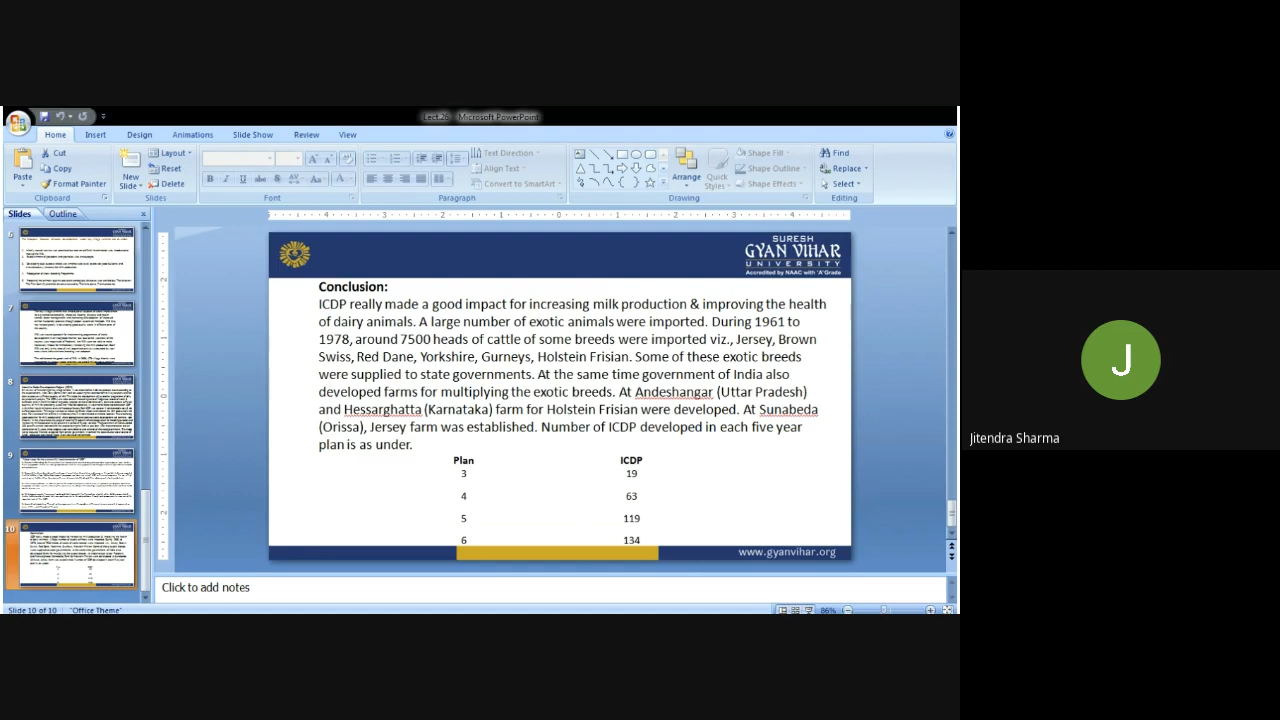 Lect.26 - Microsoft PowerPoint
Home Insert Design Animations Slide Show Review View
Paste
Cut
Copy
Format Painter
Clipboard
New
Slide
Layout
Reset
Delete
Slides
Font
Text Direction
Align Text
Convert to SmartArt
Paragraph
Arrange
Quick
Styles
Shape Fill
Shape Outline
Shape Effects
Drawing
Find
Replace
Select
Editing
Slides Outline
6
7
8
9
10
SURESH
GYAN VIHAR
UNIVERSITY
Accredited by NAAC with 'A' Grade
Conclusion:
ICDP really made a good impact for increasing milk production & improving the health
of dairy animals. A large number of exotic animals were imported. During 1961 to
1978, around 7500 heads cattle of some breeds were imported viz., Jersey, Brown
Swiss, Red Dane, Yorkshire, Gurneys, Holstein Frisian. Some of these exotic breeds
were supplied to state governments. At the same time government of India also
developed farms for multiplying the exotic breeds. At Andeshangar (Uttar Pradesh)
and Hessarghatta (Karnatak) farm for Holstein Frisian were developed. At
(Orissa), Jersey farm was established. Number of ICDP developed in each five year
plan is as under.
Plan ICDP
3 19
4 63
5 119
6 134
www.gyanvihar.org
Click to add notes
Slide 10 of 10 "Office Theme" 86%
J
Jitendra Sharma